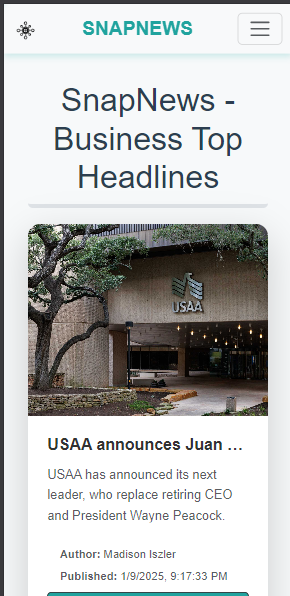 SNAPNEWS
SnapNews -
Business Top
Headlines
USAA
USAA announces Juan ...
USAA has announced its next
leader, who replace retiring CEO
and President Wayne Peacock.
Author: Madison Iszler
Published: 1/9/2025, 9:17:33 PM